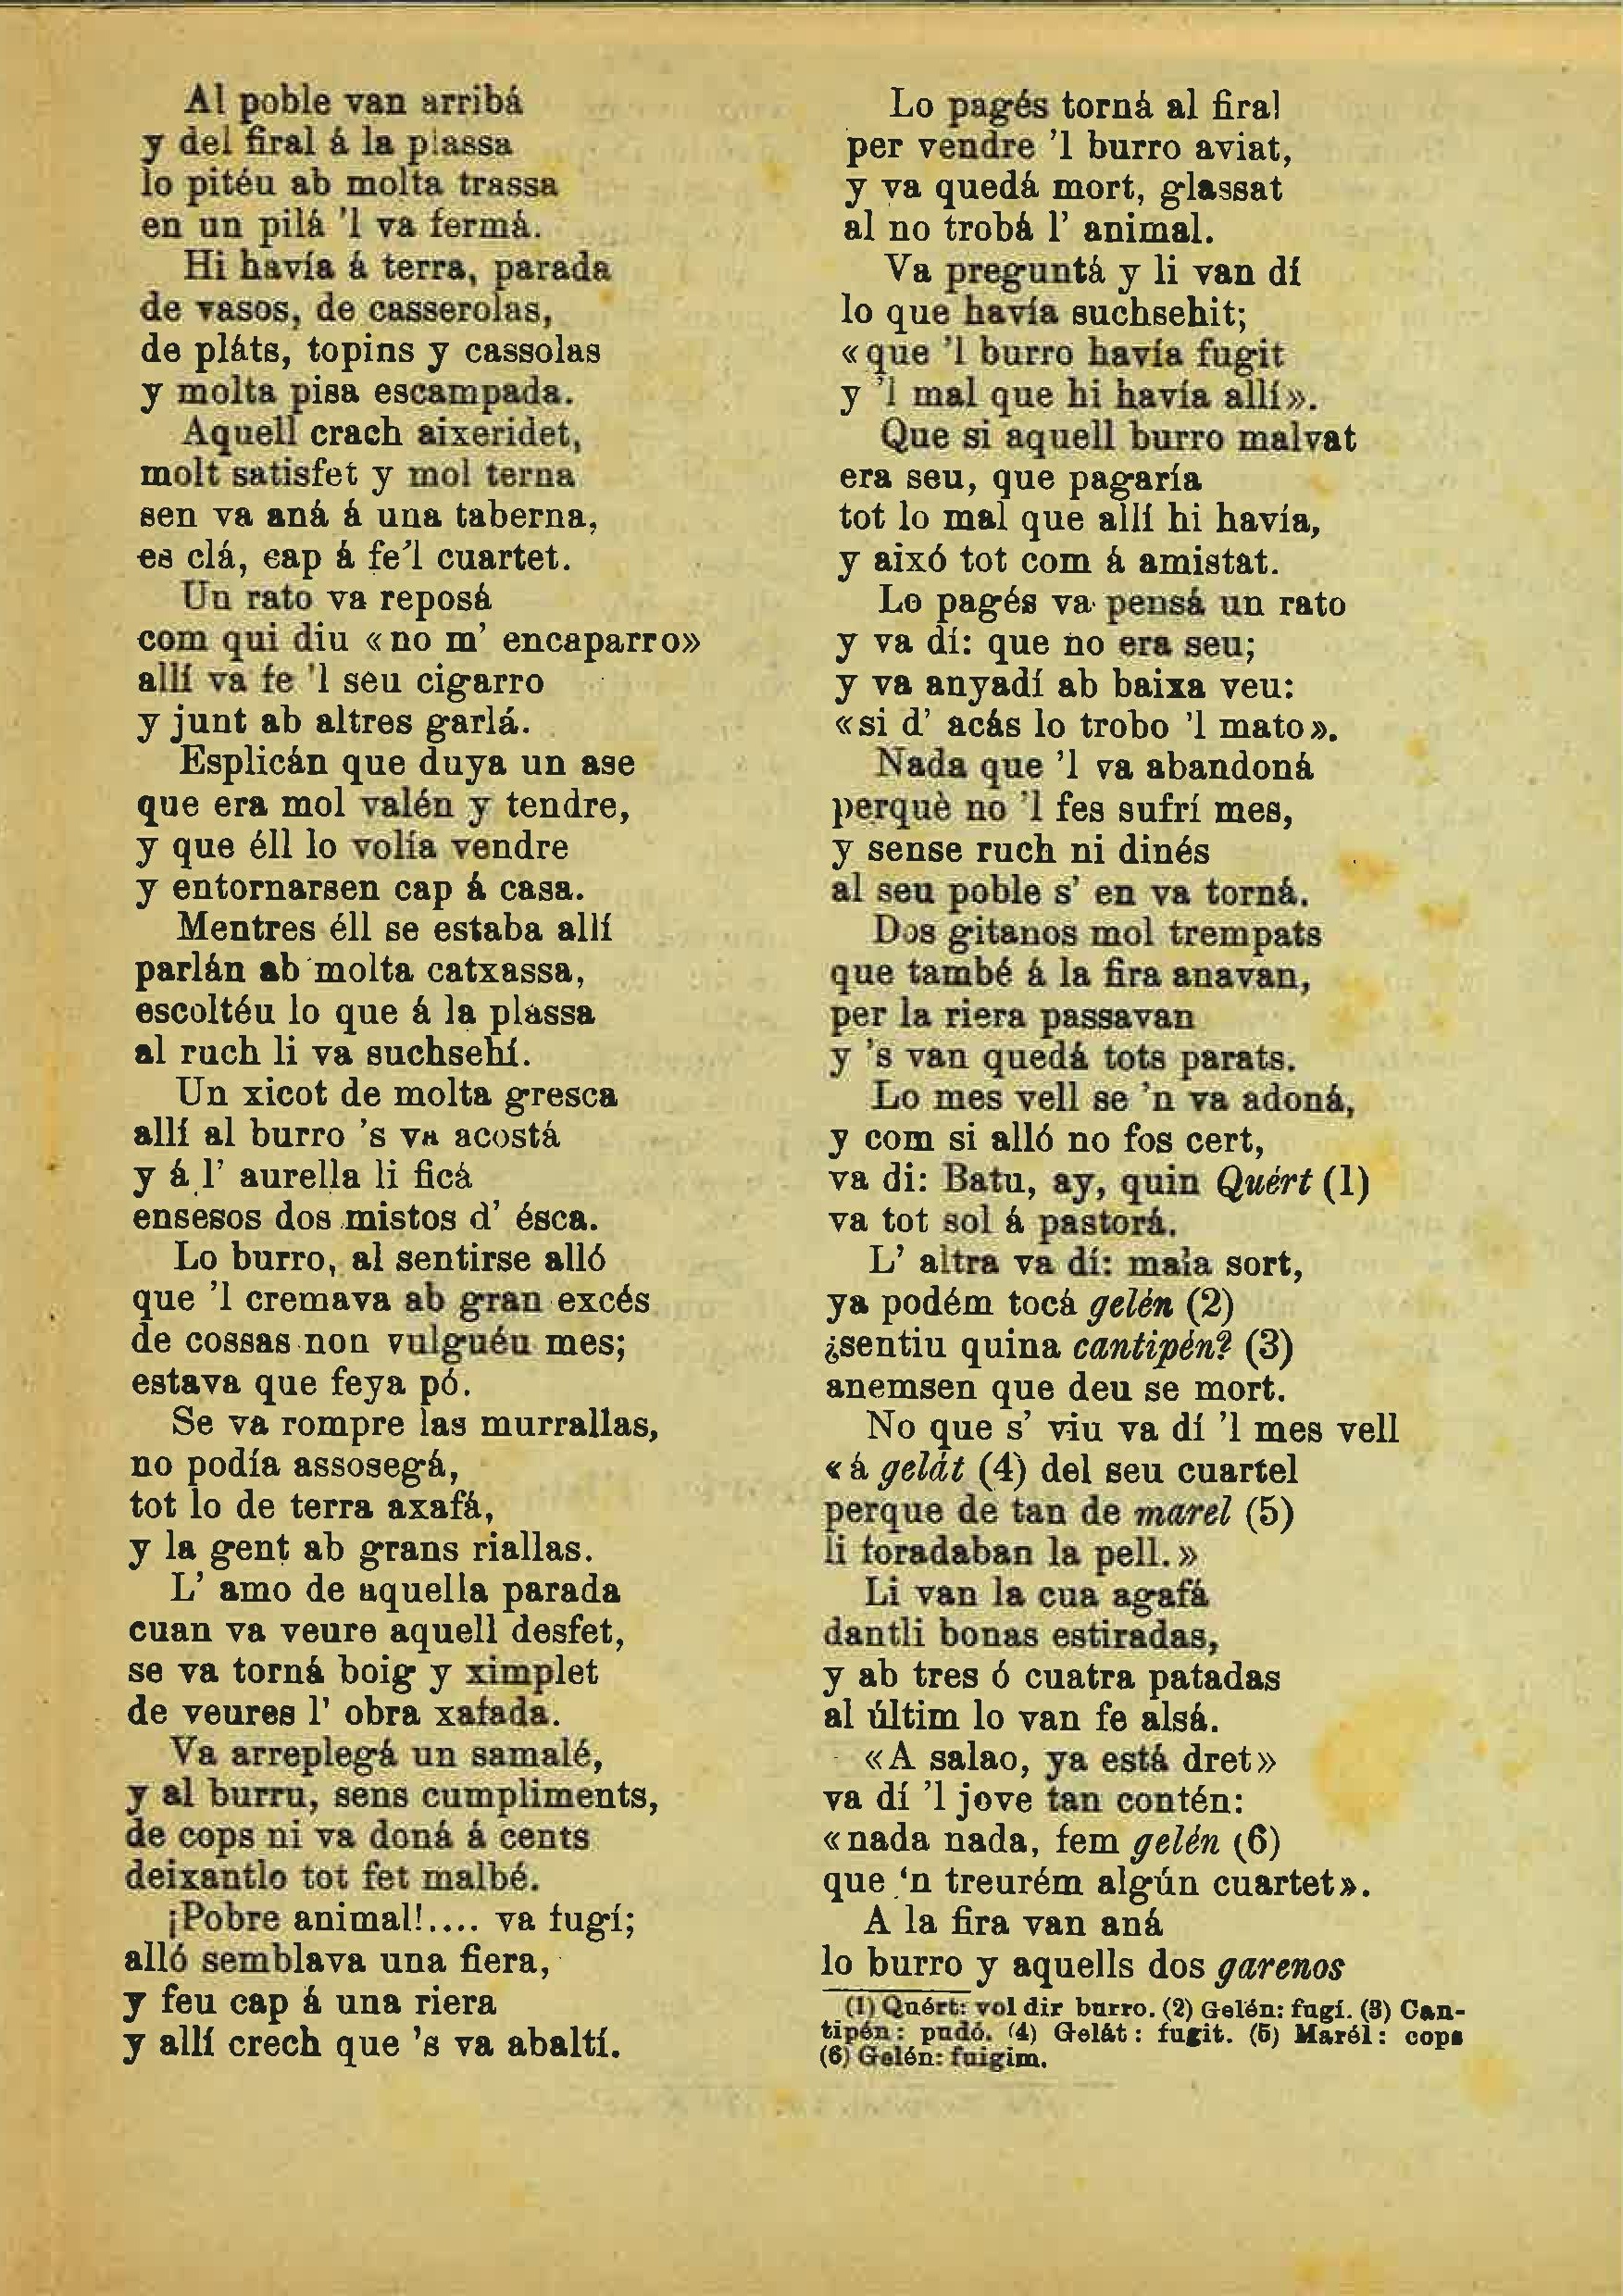 Al poble van arribá
y del firal á la plassa
lo pitéu ab molta trassa
en un pilá 'l va fermá.
Hi havía á terra, parada
de vasos, de casserolas,
de pláts, topins y cassolas
y molta pisa escampada.
Aquell crach aixeridet,
molt satisfet y mol terna
sen va aná á una taberna,
es clá, cap á fe'l cuartet.
Un rato va reposá
com qui diu «no m' encaparro»
allí va fe 'l seu cigarro
y junt ab altres garlá.
Esplicán que duya un ase
que era mol valén y tendre,
y que éll lo volía vendre
y entornarsen cap á casa.
Mentres éll se estaba allí
parlán ab molta catxassa,
escoltéu lo que á la plassa
al ruch li va suchsehí.
Un xicot de molta gresca
allí al burro 's va acostá
y á l' aurella li ficá
ensesos dos mistos d' ésca.
Lo burro, al sentirse alló
que 'l cremava ab gran excés
de cossas non vulguéu mes;
estava que feya pó.
Se va rompre las murrallas,
no podía assosegá,
tot lo de terra axafá,
y la gent ab grans riallas.
L' amo de aquella parada
cuan va veure aquell desfet,
se va torná boig y ximplet
de veures l' obra xafada.
Va arreplegá un samalé,
y al burru, sens cumpliments,
de cops ni va doná á cents
deixantlo tot fet malbé.
¡Pobre animal!.... va fugí;
alló semblava una fiera,
y feu cap á una riera
y allí crech que 's va abaltí.
Lo pagés torná al firal
per vendre 'l burro aviat,
y va quedá mort, glassat
al no trobá l' animal.
Va preguntá y li van dí
lo que havía suchsehit;
«que 'l burro havía fugit
y 'l mal que hi havía allí».
Que si aquell burro malvat
era seu, que pagaría
tot lo mal que allí hi havía,
y aixó tot com á amistat.
Lo pagés va pensá un rato
y va dí: que no era seu;
y va anyadí ab baixa veu:
«si d' acás lo trobo 'l mato».
Nada que 'l va abandoná
perquè no 'l fes sufrí mes,
y sense ruch ni dinés
al seu poble s' en va torná.
Dos gitanos mol trempats
que també á la fira anavan,
per la riera passavan
y 's van quedá tots parats.
Lo mes vell se 'n va adoná,
y com si alló no fos cert,
va di: Batu, ay, quin Quért (1)
va tot sol á pastorá.
L' altra va dí: mala sort,
ya podém tocá gelén (2)
¿sentiu quina cantipén? (3)
anemsen que deu se mort.
No que s' viu va dí 'l mes vell
«á gelát (4) del seu cuartel
perque de tan de marel (5)
li foradaban la pell.»
Li van la cua agafá
dantli bonas estiradas,
y ab tres ó cuatra patadas
al últim lo van fe alsá.
«A salao, ya está dret»
va dí 'l jove tan contén:
«nada nada, fem gelén (6)
que 'n treurém algún cuartet».
A la fira van aná
lo burro y aquells dos garenos
(1) Quért: vol dir burro. (2) Gelén: fugí. (3) Can-
tipén: pudó. (4) Gelát: fugit. (5) Marél: cops
(6) Gelén: fuigim.